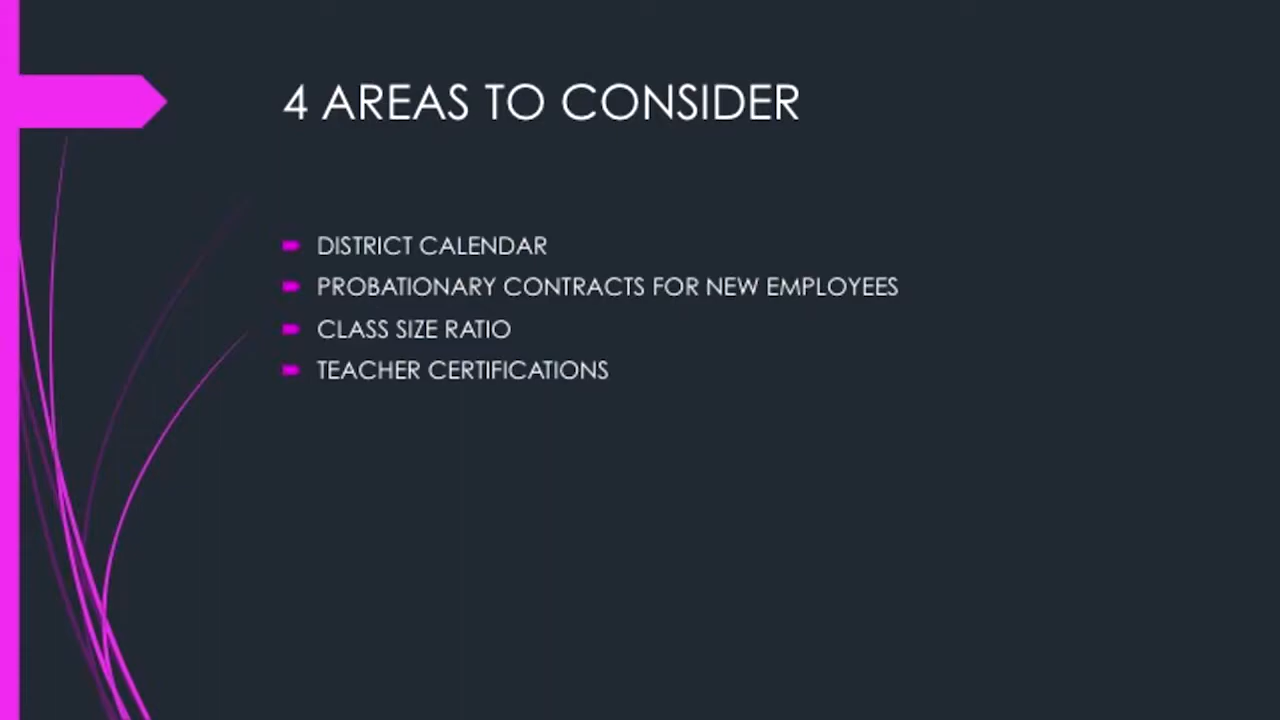 4 AREAS TO CONSIDER
DISTRICT CALENDAR
PROBATIONARY CONTRACTS FOR NEW EMPLOYEES
CLASS SIZE RATIO
TEACHER CERTIFICATIONS